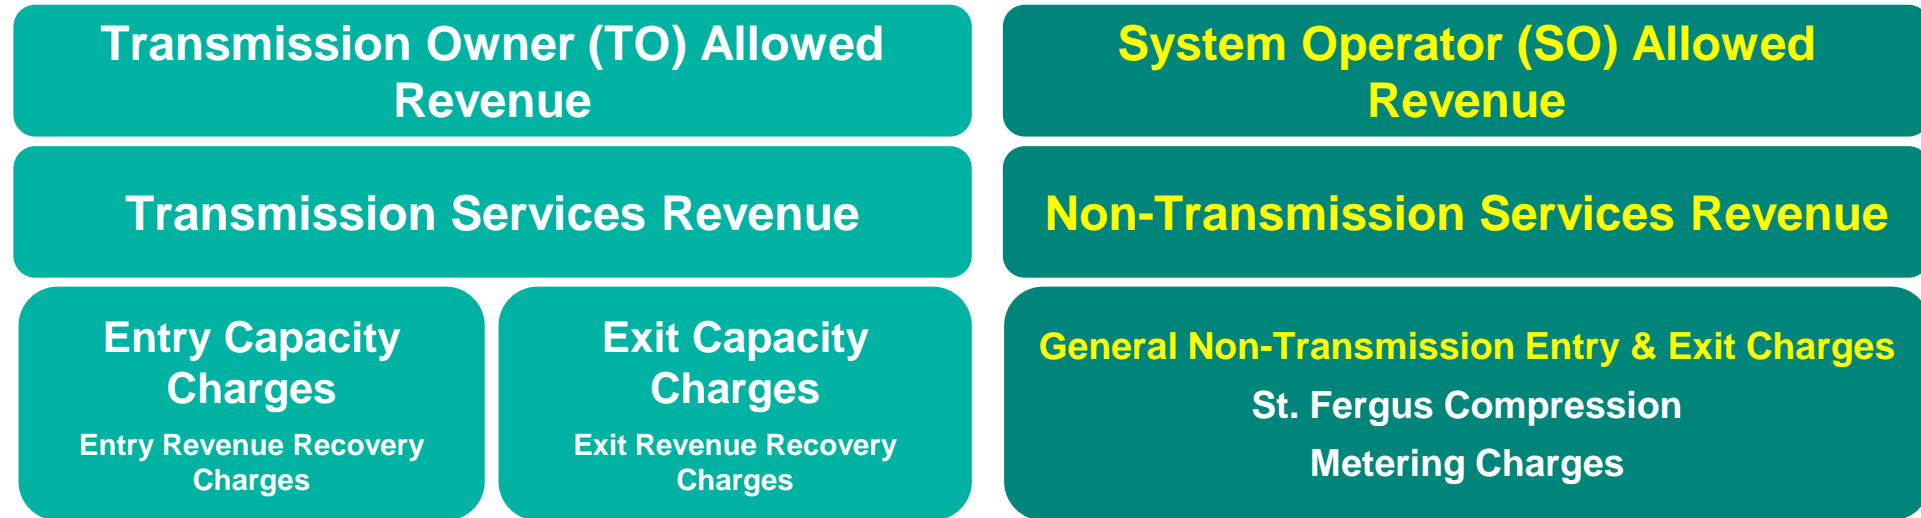 Transmission Owner (TO) Allowed
Revenue
System Operator (SO) Allowed
Revenue
Transmission Services Revenue
Non-Transmission Services Revenue
Entry Capacity
Charges
Entry Revenue Recovery
Charges
Exit Capacity
Charges
Exit Revenue Recovery
Charges
General Non-Transmission Entry & Exit Charges
St. Fergus Compression
Metering Charges